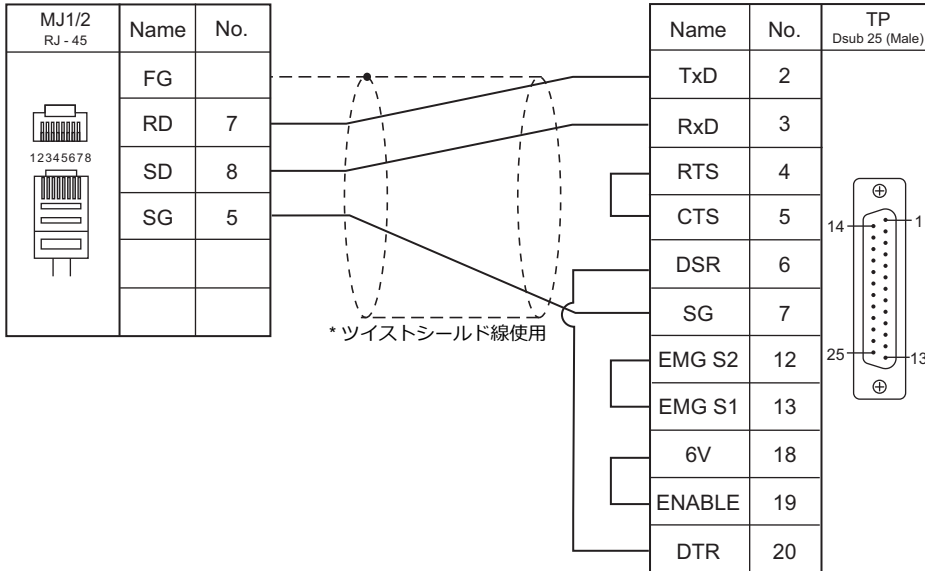 MJ1/2
RJ - 45
Name
No.
FG
RD
7
SD
8
SG
5
12345678
* ツイストシールド線使用
Name
No.
TP
Dsub 25 (Male)
TxD
2
RxD
3
RTS
4
CTS
5
DSR
6
SG
7
EMG S2
12
EMG S1
13
6V
18
ENABLE
19
DTR
20
14
1
25
13